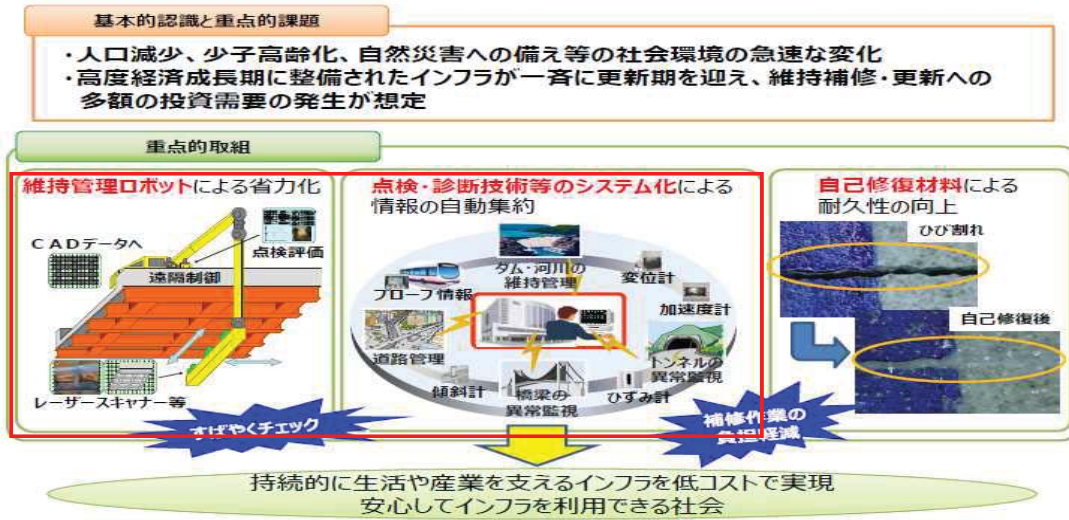 基本的認識と重点的課題
・人口減少、少子高齢化、自然災害への備え等の社会環境の急速な変化
・高度経済成長期に整備されたインフラが一斉に更新期を迎え、維持補修・更新への
多額の投資需要の発生が想定
重点的取組
維持管理ロボットによる省力化
CADデータへ
点検評価
遠隔制御
レーザースキャナー等
すばやくチェック
点検・診断技術等のシステム化による
情報の自動集約
ダム・河川の
維持管理
変位計
プローブ情報
加速度計
道路管理
トンネルの
異常監視
傾斜計
橋梁の
異常監視
ひずみ計
補修作業の
負担軽減
自己修復材料による
耐久性の向上
ひび割れ
自己修復後
持続的に生活や産業を支えるインフラを低コストで実現
安心してインフラを利用できる社会